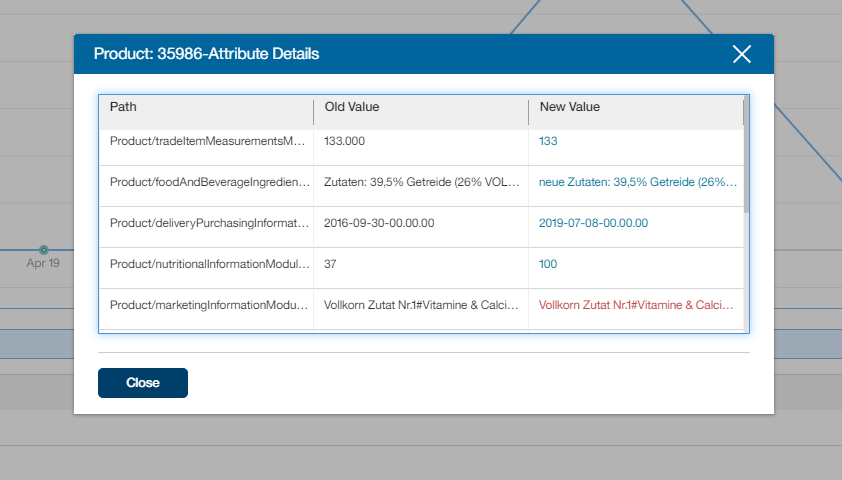 Product: 35986-Attribute Details
Path Old Value New Value
Product/tradeItemMeasurementsM... 133.000 133
Product/foodAndBeverageIngredien... Zutaten: 39,5% Getreide (26% VOL... neue Zutaten: 39,5% Getreide (26%...
Product/deliveryPurchasingInformat... 2016-09-30-00.00.00 2019-07-08-00.00.00
Apr 19
Product/nutritionalInformationModul... 37 100
Product/marketingInformationModu... Vollkorn Zutat Nr.1#Vitamine & Calci... Vollkorn Zutat Nr.1#Vitamine & Calci...
Close